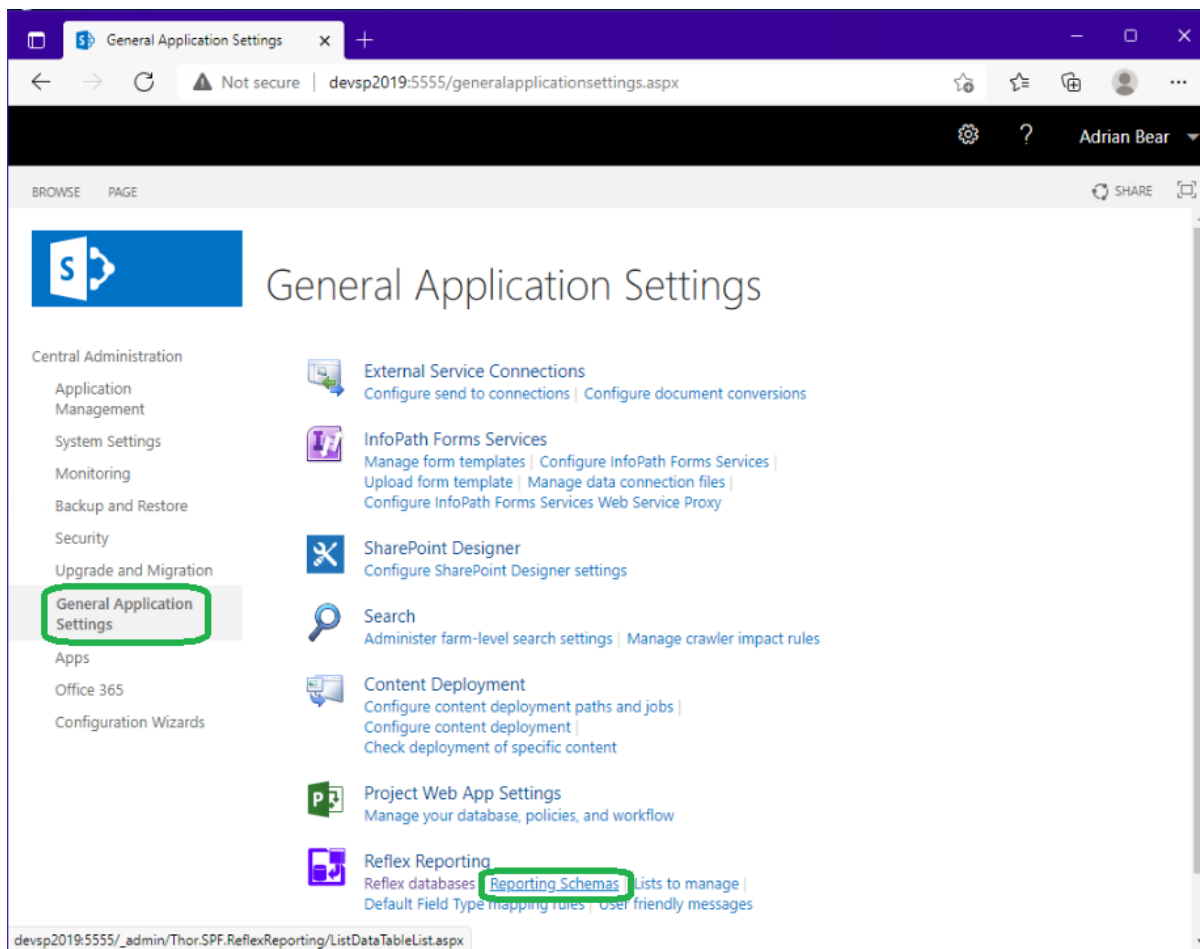 General Application Settings
Not secure | devsp2019:5555/generalapplicationsettings.aspx
? Adrian Bear
BROWSE PAGE SHARE
S
General Application Settings
Central Administration
Application
Management
System Settings
Monitoring
Backup and Restore
Security
Upgrade and Migration
General Application
Settings
Apps
Office 365
Configuration Wizards
External Service Connections
Configure send to connections | Configure document conversions
InfoPath Forms Services
Manage form templates | Configure InfoPath Forms Services |
Upload form template | Manage data connection files |
Configure InfoPath Forms Services Web Service Proxy
SharePoint Designer
Configure SharePoint Designer settings
Search
Administer farm-level search settings | Manage crawler impact rules
Content Deployment
Configure content deployment paths and jobs |
Configure content deployment |
Check deployment of specific content
Project Web App Settings
Manage your database, policies, and workflow
Reflex Reporting
Reflex databases | Reporting Schemas | Lists to manage |
Default Field Type mapping rules | User friendly messages
devsp2019:5555/_admin/Thor.SPF.ReflexReporting/ListDataTableList.aspx